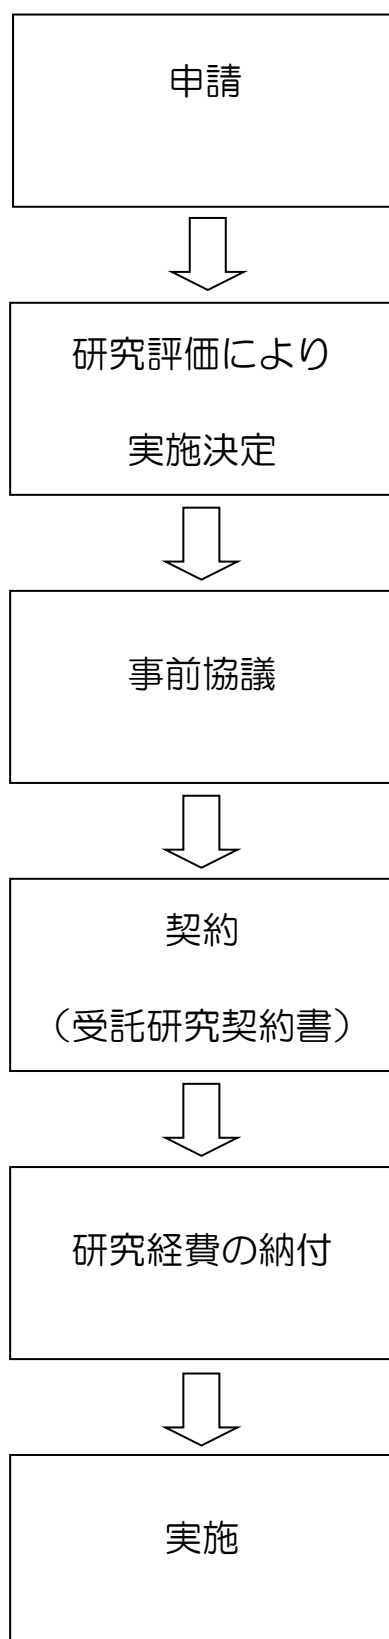 申請
研究評価により
実施決定
事前協議
契約
（受託研究契約書）
研究経費の納付
実施